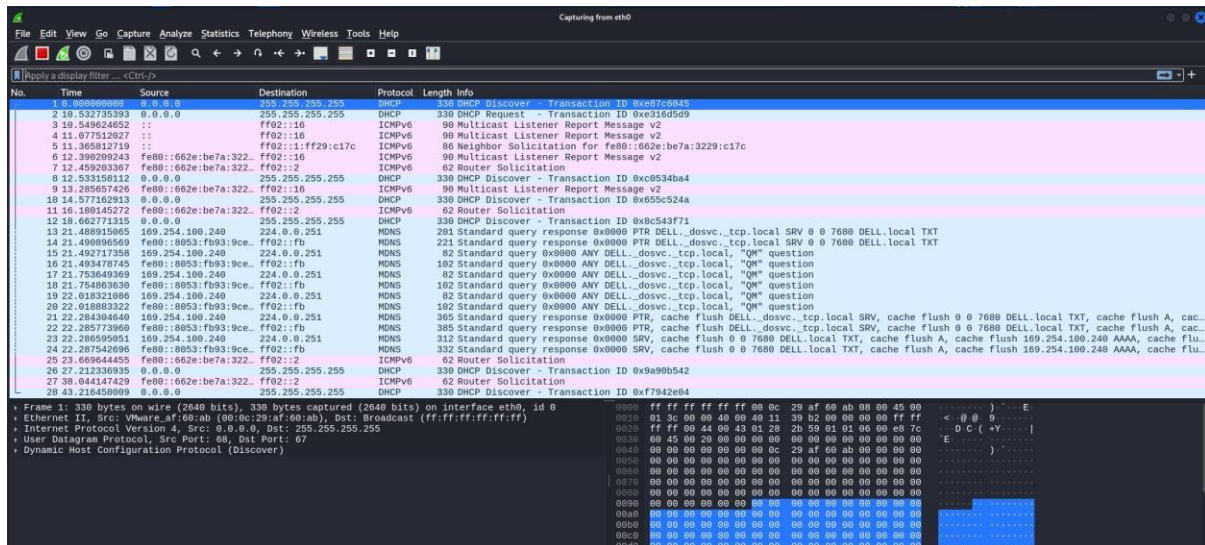 Capturing from eth0
File Edit View Go Capture Analyze Statistics Telephony Wireless Tools Help
Apply a display filter ... <Ctrl-/>
No. Time Source Destination Protocol Length Info
1 0.000000000 0.0.0.0 255.255.255.255 DHCP 330 DHCP Discover - Transaction ID 0xe87c6045
2 10.532735393 0.0.0.0 255.255.255.255 DHCP 330 DHCP Request - Transaction ID 0xe316d5d9
3 10.549624652 :: ff02::16 ICMPv6 90 Multicast Listener Report Message v2
4 11.077512027 :: ff02::16 ICMPv6 90 Multicast Listener Report Message v2
5 11.365812719 :: ff02::1:ff29:c17c ICMPv6 86 Neighbor Solicitation for fe80::662e:be7a:3229:c17c
6 12.390209243 fe80::662e:be7a:322… ff02::16 ICMPv6 90 Multicast Listener Report Message v2
7 12.459203367 fe80::662e:be7a:322… ff02::2 ICMPv6 62 Router Solicitation
8 12.533158112 0.0.0.0 255.255.255.255 DHCP 330 DHCP Discover - Transaction ID 0xc0534ba4
9 13.285657426 fe80::662e:be7a:322… ff02::16 ICMPv6 90 Multicast Listener Report Message v2
10 14.577162913 0.0.0.0 255.255.255.255 DHCP 330 DHCP Discover - Transaction ID 0x655c524a
11 16.180145272 fe80::662e:be7a:322… ff02::2 ICMPv6 62 Router Solicitation
12 18.662771315 0.0.0.0 255.255.255.255 DHCP 330 DHCP Discover - Transaction ID 0x8c543f71
13 21.488915065 169.254.100.240 224.0.0.251 MDNS 201 Standard query response 0x0000 PTR DELL._dosvc._tcp.local SRV 0 0 7680 DELL.local TXT
14 21.490896569 fe80::8053:fb93:9ce… ff02::fb MDNS 221 Standard query response 0x0000 PTR DELL._dosvc._tcp.local SRV 0 0 7680 DELL.local TXT
15 21.492717358 169.254.100.240 224.0.0.251 MDNS 82 Standard query 0x0000 ANY DELL._dosvc._tcp.local, "QM" question
16 21.493478745 fe80::8053:fb93:9ce… ff02::fb MDNS 102 Standard query 0x0000 ANY DELL._dosvc._tcp.local, "QM" question
17 21.753649369 169.254.100.240 224.0.0.251 MDNS 82 Standard query 0x0000 ANY DELL._dosvc._tcp.local, "QM" question
18 21.754863630 fe80::8053:fb93:9ce… ff02::fb MDNS 102 Standard query 0x0000 ANY DELL._dosvc._tcp.local, "QM" question
19 22.018321086 169.254.100.240 224.0.0.251 MDNS 82 Standard query 0x0000 ANY DELL._dosvc._tcp.local, "QM" question
20 22.018883322 fe80::8053:fb93:9ce… ff02::fb MDNS 102 Standard query 0x0000 ANY DELL._dosvc._tcp.local, "QM" question
21 22.284304640 169.254.100.240 224.0.0.251 MDNS 365 Standard query response 0x0000 PTR, cache flush DELL._dosvc._tcp.local SRV, cache flush 0 0 7680 DELL.local TXT, cache flush A, cac…
22 22.285773960 fe80::8053:fb93:9ce… ff02::fb MDNS 385 Standard query response 0x0000 PTR, cache flush DELL._dosvc._tcp.local SRV, cache flush 0 0 7680 DELL.local TXT, cache flush A, cac…
23 22.286595051 169.254.100.240 224.0.0.251 MDNS 312 Standard query response 0x0000 SRV, cache flush 0 0 7680 DELL.local TXT, cache flush A, cache flush 169.254.100.240 AAAA, cache flu…
24 22.287542696 fe80::8053:fb93:9ce… ff02::fb MDNS 332 Standard query response 0x0000 SRV, cache flush 0 0 7680 DELL.local TXT, cache flush A, cache flush 169.254.100.240 AAAA, cache flu…
25 23.669644455 fe80::662e:be7a:322… ff02::2 ICMPv6 62 Router Solicitation
26 27.212336935 0.0.0.0 255.255.255.255 DHCP 330 DHCP Discover - Transaction ID 0x9a90b542
27 38.044147429 fe80::662e:be7a:322… ff02::2 ICMPv6 62 Router Solicitation
28 43.216458009 0.0.0.0 255.255.255.255 DHCP 330 DHCP Discover - Transaction ID 0xf7942e04
Frame 1: 330 bytes on wire (2640 bits), 330 bytes captured (2640 bits) on interface eth0, id 0
Ethernet II, Src: VMware_af:60:ab (00:0c:29:af:60:ab), Dst: Broadcast (ff:ff:ff:ff:ff:ff)
Internet Protocol Version 4, Src: 0.0.0.0, Dst: 255.255.255.255
User Datagram Protocol, Src Port: 68, Dst Port: 67
Dynamic Host Configuration Protocol (Discover)
0000 ff ff ff ff ff ff 00 0c 29 af 60 ab 08 00 45 00 ········ )·`···E·
0010 01 3c 00 00 40 00 40 11 39 b2 00 00 00 00 ff ff ·<··@·@· 9·······
0020 ff ff 00 44 00 43 01 28 2b 59 01 01 06 00 e8 7c ···D·C·( +Y·····|
0030 60 45 00 20 00 00 00 00 00 00 00 00 00 00 00 00 `E· ···· ········
0040 00 00 00 00 00 0c 29 af 60 ab 00 00 00 00 00 00
0050 00 00 00 00 00 00 00 00 00 00 00 00 00 00 00 00
0060 00 00 00 00 00 00 00 00 00 00 00 00 00 00 00 00
0070 00 00 00 00 00 00 00 00 00 00 00 00 00 00 00 00
0080 00 00 00 00 00 00 00 00 00 00 00 00 00 00 00 00
0090 00 00 00 00 00 00 00 00 00 00 00 00 00 00 00 00
00a0 00 00 00 00 00 00 00 00 00 00 00 00 00 00 00 00
00b0 00 00 00 00 00 00 00 00 00 00 00 00 00 00 00 00
00c0 00 00 00 00 00 00 00 00 00 00 00 00 00 00 00 00